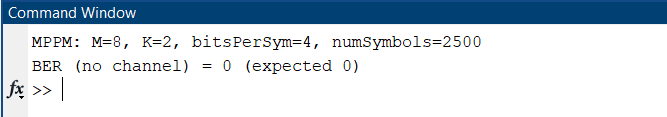 Command Window
MPPM: M=8, K=2, bitsPerSym=4, numSymbols=2500
BER (no channel) = 0 (expected 0)
fx >>